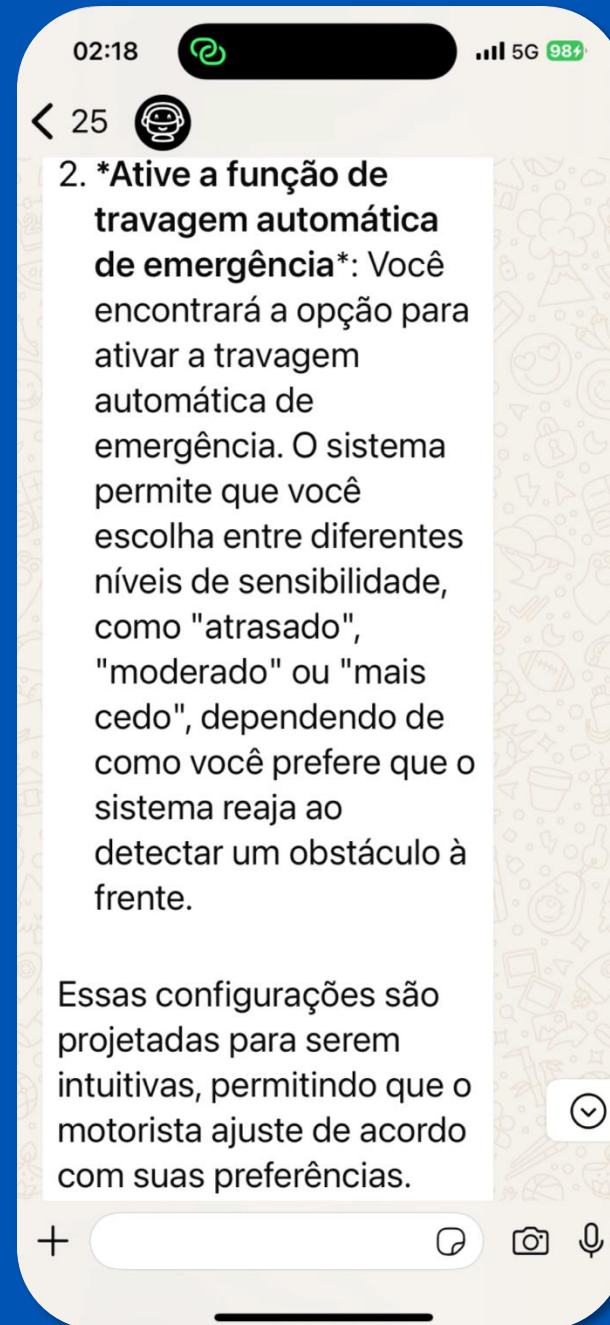 02:18
5G 98
25
2. *Ative a função de
travagem automática
de emergência*: Você
encontrará a opção para
ativar a travagem
automática de
emergência. O sistema
permite que você
escolha entre diferentes
níveis de sensibilidade,
como "atrasado",
"moderado" ou "mais
cedo", dependendo de
como você prefere que o
sistema reaja ao
detectar um obstáculo à
frente.
Essas configurações são
projetadas para serem
intuitivas, permitindo que o
motorista ajuste de acordo
com suas preferências.